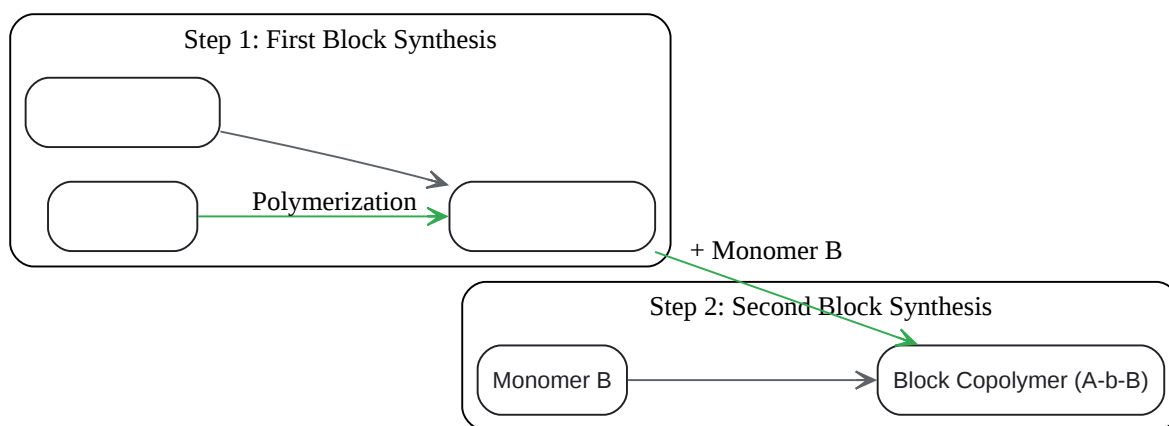 Step 1: First Block Synthesis
Polymerization
+ Monomer B
Step 2: Second Block Synthesis
Monomer B
Block Copolymer (A-b-B)